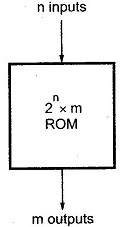 n inputs
2ⁿ × m
ROM
m outputs